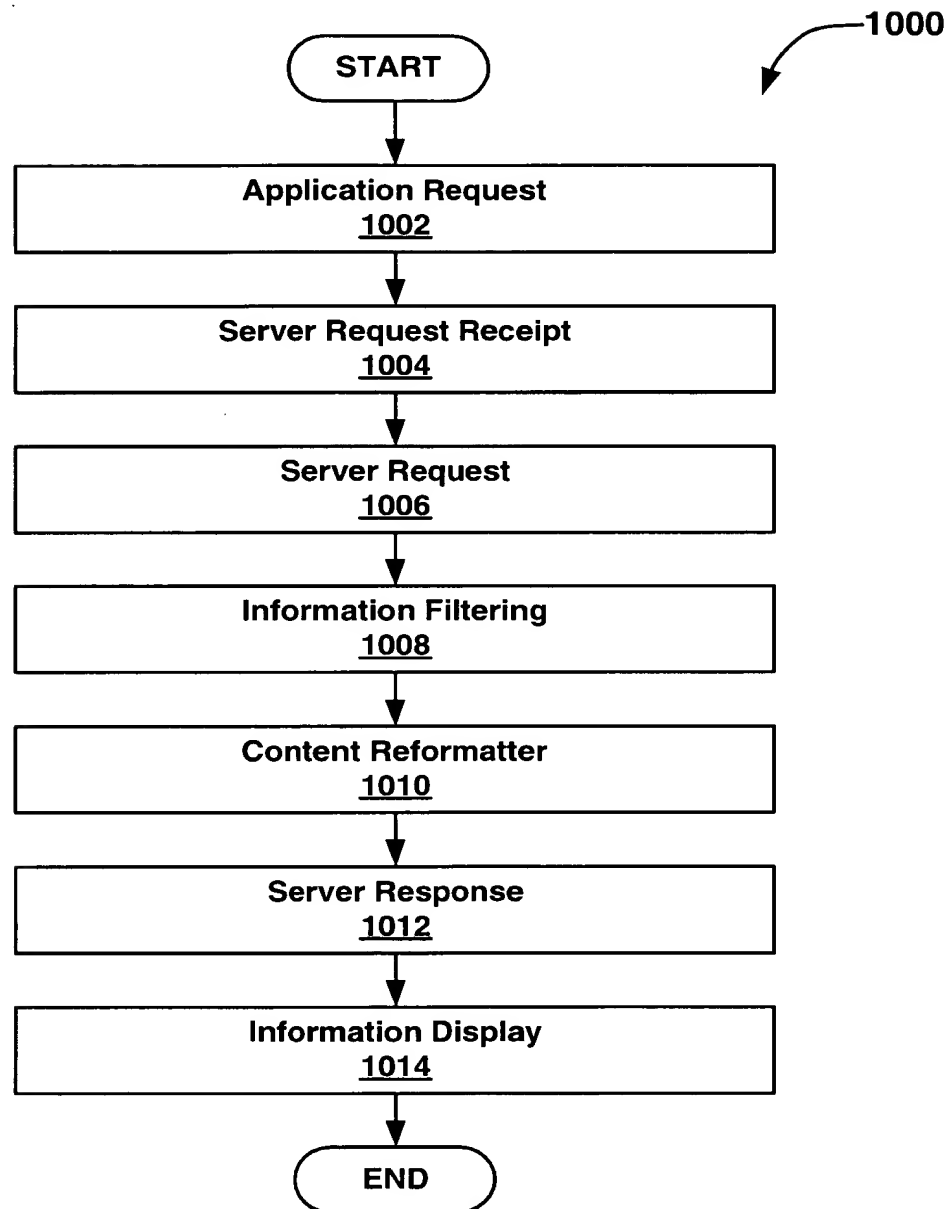 1000
START
Application Request
1002
Server Request Receipt
1004
Server Request
1006
Information Filtering
1008
Content Reformatter
1010
Server Response
1012
Information Display
1014
END